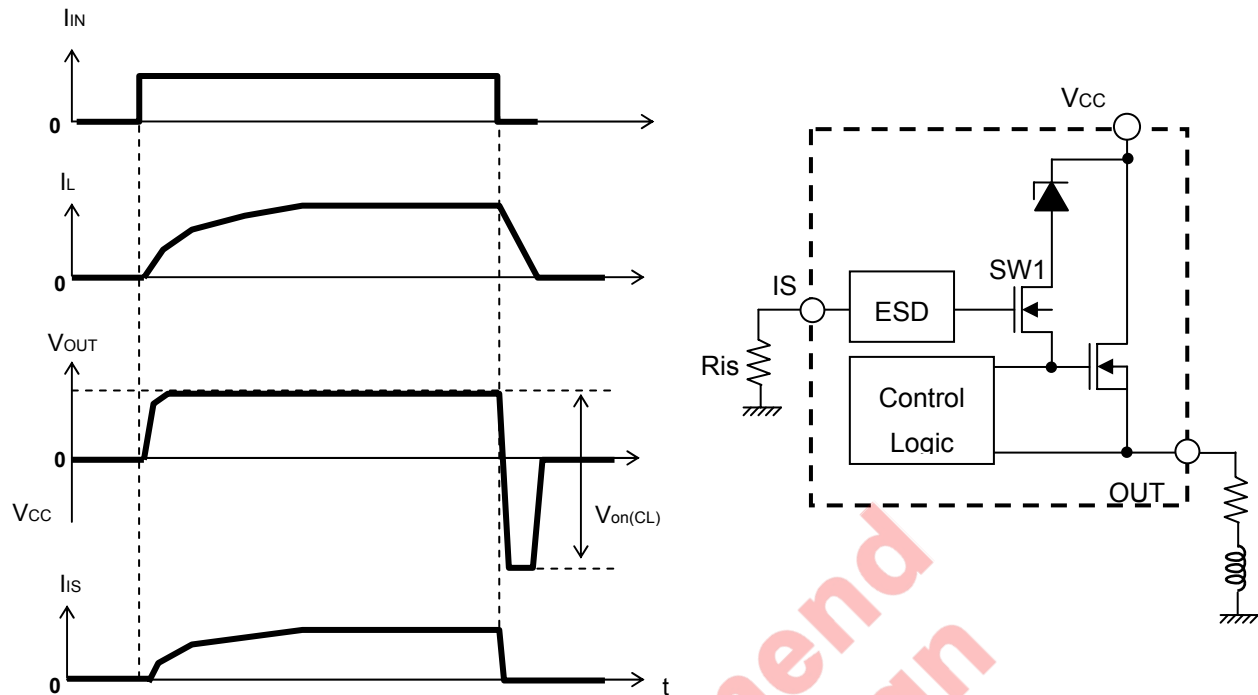 IIN
0
IL
0
VOUT
0
VCC
Von(CL)
IIS
0
t
VCC
SW1
IS
ESD
Ris
Control
Logic
OUT